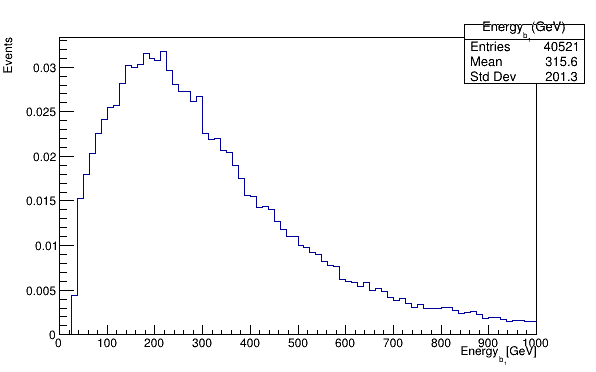 Energy_b₁(GeV)
Entries 40521
Mean 315.6
Std Dev 201.3
Events
0.03
0.025
0.02
0.015
0.01
0.005
0
0 100 200 300 400 500 600 700 800 900 1000
Energy_b₁[GeV]